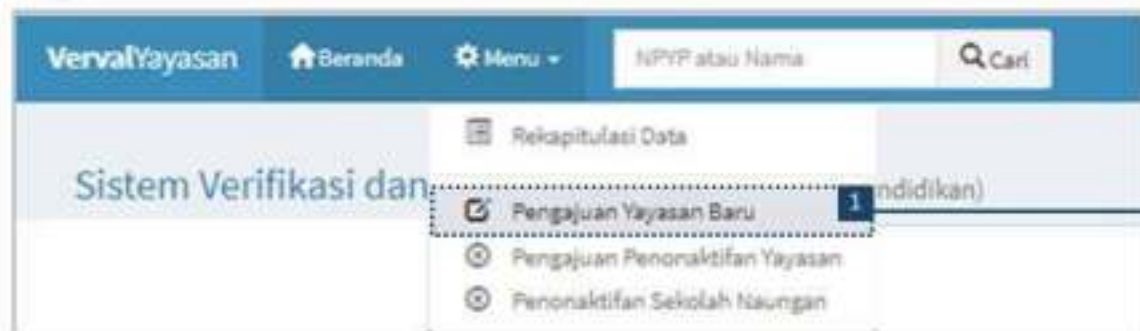 VervalYayasan Beranda Menu NPYP atau Nama Cari
Rekapitulasi Data
Sistem Verifikasi dan ndidikan)
Pengajuan Yayasan Baru 1
Pengajuan Penonaktifan Yayasan
Penonaktifan Sekolah Naungan